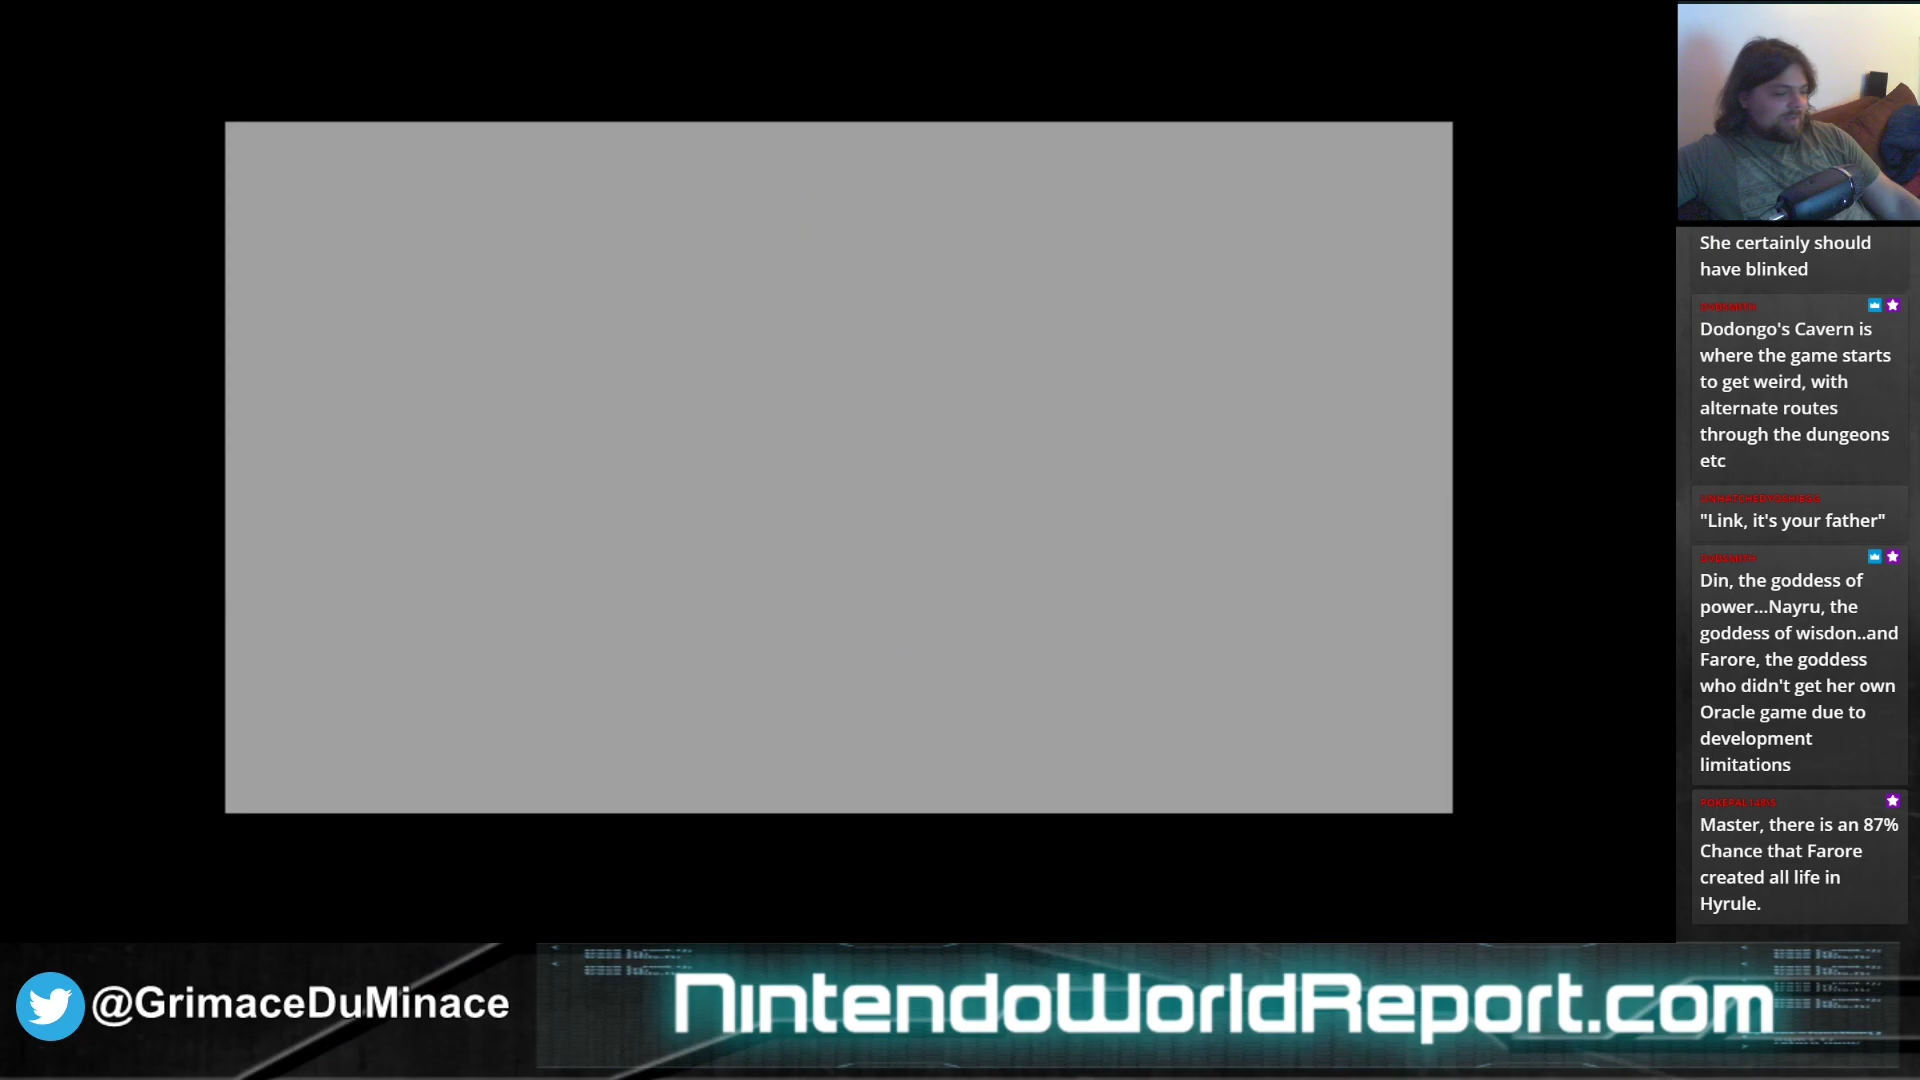 She certainly should
have blinked
Dodongo's Cavern is
where the game starts
to get weird, with
alternate routes
through the dungeons
etc
"Link, it's your father"
Din, the goddess of
power...Nayru, the
goddess of wisdon..and
Farore, the goddess
who didn't get her own
Oracle game due to
development
limitations
Master, there is an 87%
Chance that Farore
created all life in
Hyrule.
@GrimaceDuMinace
NintendoWorldReport.com